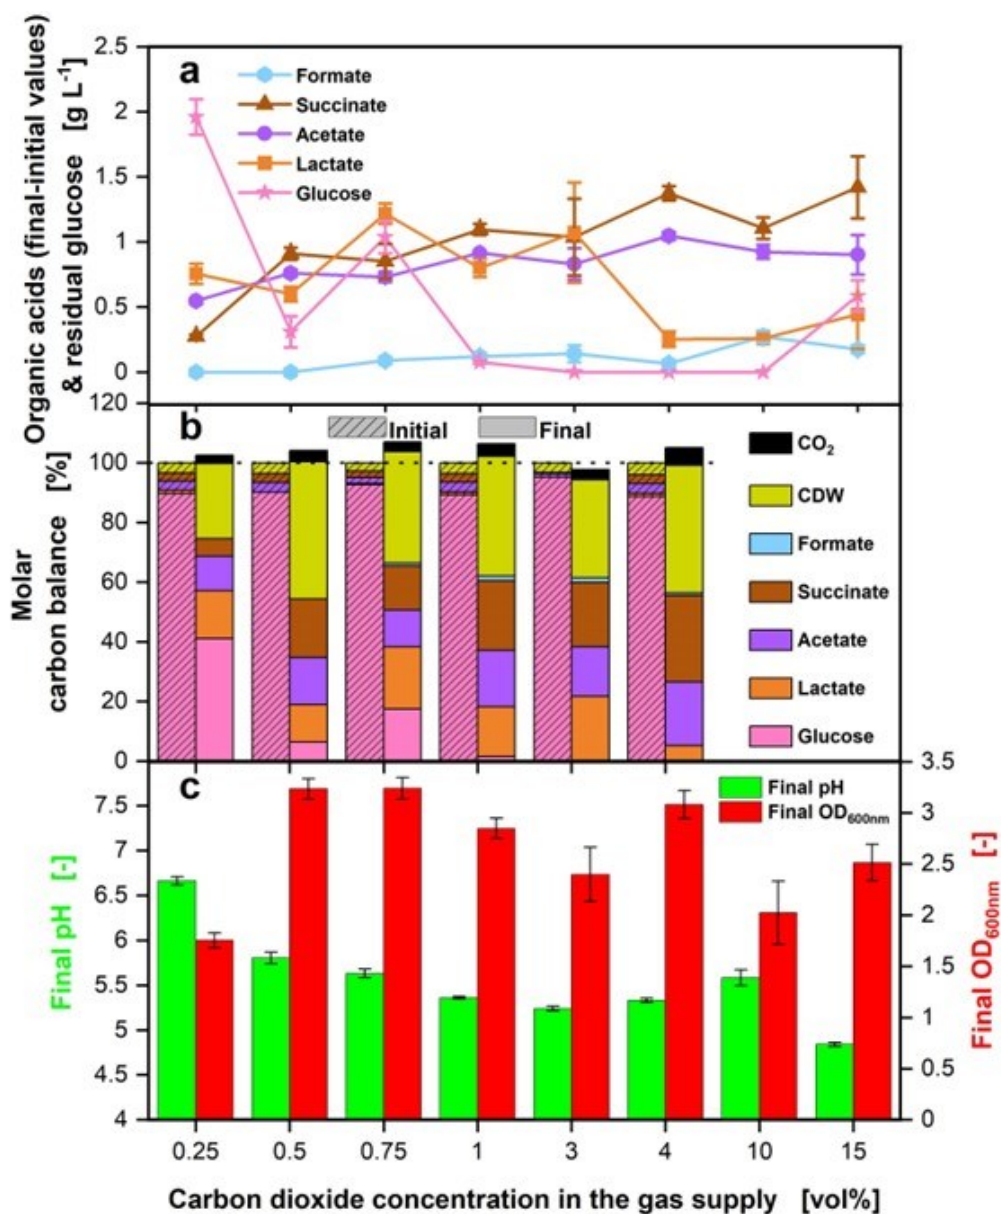 Organic acids (final-initial values)
& residual glucose [g L⁻¹]
2.5
2
1.5
1
0.5
0
a
Formate
Succinate
Acetate
Lactate
Glucose
Molar
carbon balance [%]
120
100
80
60
40
20
0
b
Initial
Final
CO₂
CDW
Formate
Succinate
Acetate
Lactate
Glucose
Final pH [-]
7.5
7
6.5
6
5.5
5
4.5
4
c
Final pH
Final OD₆₀₀ₙₘ
3.5
3
2.5
2
1.5
1
0.5
0
Final OD₆₀₀ₙₘ [-]
0.25 0.5 0.75 1 3 4 10 15
Carbon dioxide concentration in the gas supply [vol%]